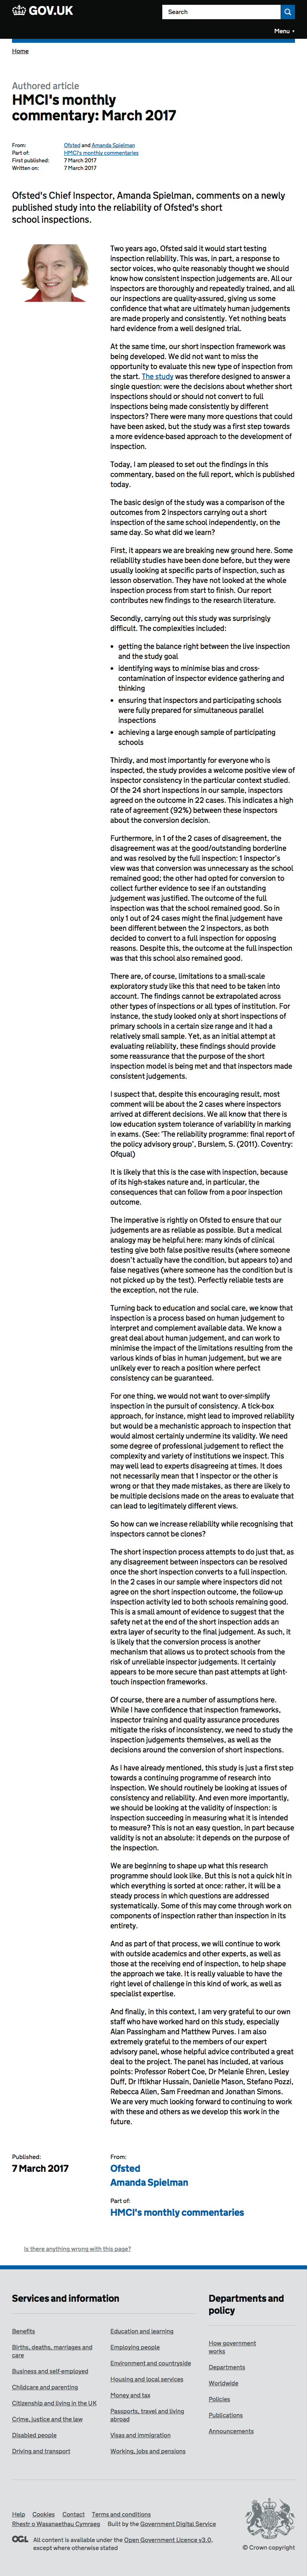 GOV.UK
Search
Menu
Home
Authored article
HMCI's monthly
commentary: March 2017
From: Ofsted and Amanda Spielman
Part of: HMCI's monthly commentaries
First published: 7 March 2017
Written on: 7 March 2017
Ofsted's Chief Inspector, Amanda Spielman, comments on a newly
published study into the reliability of Ofsted's short
school inspections.
Two years ago, Ofsted said it would start testing
inspection reliability. This was, in part, a response to
sector voices, who quite reasonably thought we should
know how consistent inspection judgements are. All our
inspectors are thoroughly and repeatedly trained, and all
our inspections are quality-assured, giving us some
confidence that what are ultimately human judgements
are made properly and consistently. Yet nothing beats
hard evidence from a well designed trial.
At the same time, our short inspection framework was
being developed. We did not want to miss the
opportunity to evaluate this new type of inspection from
the start. The study was therefore designed to answer a
single question: were the decisions about whether short
inspections should or should not convert to full
inspections being made consistently by different
inspectors? There were many more questions that could
have been asked, but the study was a first step towards
a more evidence-based approach to the development of
inspection.
Today, I am pleased to set out the findings in this
commentary, based on the full report, which is published
today.
The basic design of the study was a comparison of the
outcomes from 2 inspectors carrying out a short
inspection of the same school independently, on the
same day. So what did we learn?
First, it appears we are breaking new ground here. Some
reliability studies had been done before, but they were
usually looking at specific parts of inspection, such as
lesson observation. They have not looked at the whole
inspection process from start to finish. Our report
contributes new findings to the research literature.
Secondly, carrying out this study was surprisingly
difficult. The complexities included:
• getting the balance right between the live inspection
and the study goal
• identifying ways to minimise bias and cross-
contamination of inspector evidence gathering and
thinking
• ensuring that inspectors and participating schools
were fully prepared for simultaneous parallel
inspections
• achieving a large enough sample of participating
schools
Thirdly, and most importantly for everyone who is
inspected, the study provides a welcome positive view of
inspector consistency in the particular context studied.
Of the 24 short inspections in our sample, inspectors
agreed on the outcome in 22 cases. This indicates a high
rate of agreement (92%) between these inspectors
about the conversion decision.
Furthermore, in 1 of the 2 cases of disagreement, the
disagreement was at the good/outstanding borderline
and was resolved by the full inspection: 1 inspector's
view was that conversion was unnecessary as the school
remained good; the other had opted for conversion to
collect further evidence to see if an outstanding
judgement was justified. The outcome of the full
inspection was that the school remained good. So in
only 1 out of 24 cases might the final judgement have
been different between the 2 inspectors, as both
decided to convert to a full inspection for opposing
reasons. Despite this, the outcome of the full inspection
was that this school also remained good.
There are, of course, limitations to a small-scale
exploratory study like this that need to be taken into
account. The findings cannot be extrapolated across to
other types of inspections or all types of institution. For
instance, the study looked only at short inspections of
primary schools in a certain size range and it had a
relatively small sample. Yet, as an initial attempt at
evaluating reliability, these findings should provide
some reassurance that the purpose of the short
inspection model is being met and that inspectors made
consistent judgements.
I suspect that, despite this encouraging result, most
comment will be about the 2 cases where inspectors
arrived at different decisions. We all know that there is
low education system tolerance of variability in marking
in exams. (See: 'The reliability programme: final report of
the policy advisory group', Burslem, S. (2011). Coventry:
Ofqual)
It is likely that this is the case with inspection, because
of its high-stakes nature and, in particular, the
consequences that can follow from a poor inspection
outcome.
The imperative is rightly on Ofsted to ensure that our
judgements are as reliable as possible. But a medical
analogy may be helpful here: many kinds of clinical
testing give both false positive results (where someone
doesn't actually have the condition, but appears to) and
false negatives (where someone has the condition but is
not picked up by the test). Perfectly reliable tests are
the exception, not the rule.
Turning back to education and social care, we know that
inspection is a process based on human judgement to
interpret and complement available data. We know a
great deal about human judgement, and can work to
minimise the impact of the limitations resulting from the
various kinds of bias in human judgement, but we are
unlikely ever to reach a position where perfect
consistency can be guaranteed.
For one thing, we would not want to over-simplify
inspection in the pursuit of consistency. A tick-box
approach, for instance, might lead to improved reliability
but at the same time produce work of limited value that
would almost certainly undermine its validity. We need
some degree of professional judgement to reflect the
complexity and variety of institutions we inspect. This
may well lead to experts disagreeing at times. It does
not necessarily mean that 1 inspector or the other is
wrong or that they made mistakes, as there are likely to
be multiple decisions made on the areas to evaluate that
can lead to legitimately different views.
So how can we increase reliability while recognising that
inspectors cannot be cloned?
The short inspection process attempts to do just that, as
any disagreement between inspectors can be resolved
once the short inspection converts to a full inspection.
In the 2 cases in our sample where inspectors did not
agree on the short inspection outcome, the follow-up
inspection activity led to both schools remaining good.
This is a small amount of evidence to suggest that the
safety net of the conversion process adds an extra
extra layer of security to the final judgement. As such, it
is likely that the conversion process is another
mechanism that allows us to protect schools from the
risk of unreliable inspector judgements. It certainly
appears to be more secure than past attempts at light-
touch inspection frameworks.
Of course, there are a number of assumptions here.
While I have confidence that inspection frameworks,
inspector training and quality assurance procedures
mitigate the risks of inconsistency, we need to study the
inspection judgements themselves, as well as the
decisions about the conversion of short inspections.
As I have already mentioned, this study is just a first step
towards a continuing programme of research into
inspection. We should routinely be looking at issues of
consistency and reliability. And even more importantly,
we should be looking at the validity of inspection: is
inspection succeeding in measuring what it is intended
to measure? This is not an easy question, in part because
validity is not an absolute: it depends on the purpose of
the inspection.
We are beginning to shape up what this research
programme should look like. But this is not a quick hit in
which everything is sorted at once: rather, it will be a
steady process in which questions are addressed
systematically. Some of this may come through work on
components of inspection rather than inspection in its
entirety.
And as part of that process, we will continue to work
with outside academics and other experts, as well as
those at the receiving end of inspection, to help shape
the approach we take. It is really valuable to have the
right level of challenge in this kind of work, as well as
specialist expertise.
And finally, in this context, I am very grateful to our own
staff who have worked hard on this study, especially
Alan Passingham and Matthew Purves. I am also
extremely grateful to the members of our expert
advisory panel, whose helpful advice contributed a great
deal to the project. The panel has included, at various
points: Professor Robert Coe, Dr Melanie Ehren, Lesley
Duff, Dr Iftikhar Hussain, Danielle Mason, Stefano Pozzi,
Rebecca Allen, Sam Freedman and Jonathan Simons.
We are very much looking forward to continuing to work
with these and others as we develop this work in the
future.
Published:
7 March 2017
From:
Ofsted
Amanda Spielman
Part of:
HMCI's monthly commentaries
Is there anything wrong with this page?
Services and information
Benefits
Births, deaths, marriages and
care
Business and self-employed
Childcare and parenting
Citizenship and living in the UK
Crime, justice and the law
Disabled people
Driving and transport
Education and learning
Employing people
Environment and countryside
Housing and local services
Money and tax
Passports, travel and living
abroad
Visas and immigration
Working, jobs and pensions
Departments and
policy
How government
works
Departments
Worldwide
Policies
Publications
Announcements
Help Cookies Contact Terms and conditions
Rhestr o Wasanaethau Cymraeg Built by the Government Digital Service
OGL All content is available under the Open Government Licence v3.0,
except where otherwise stated
© Crown copyright